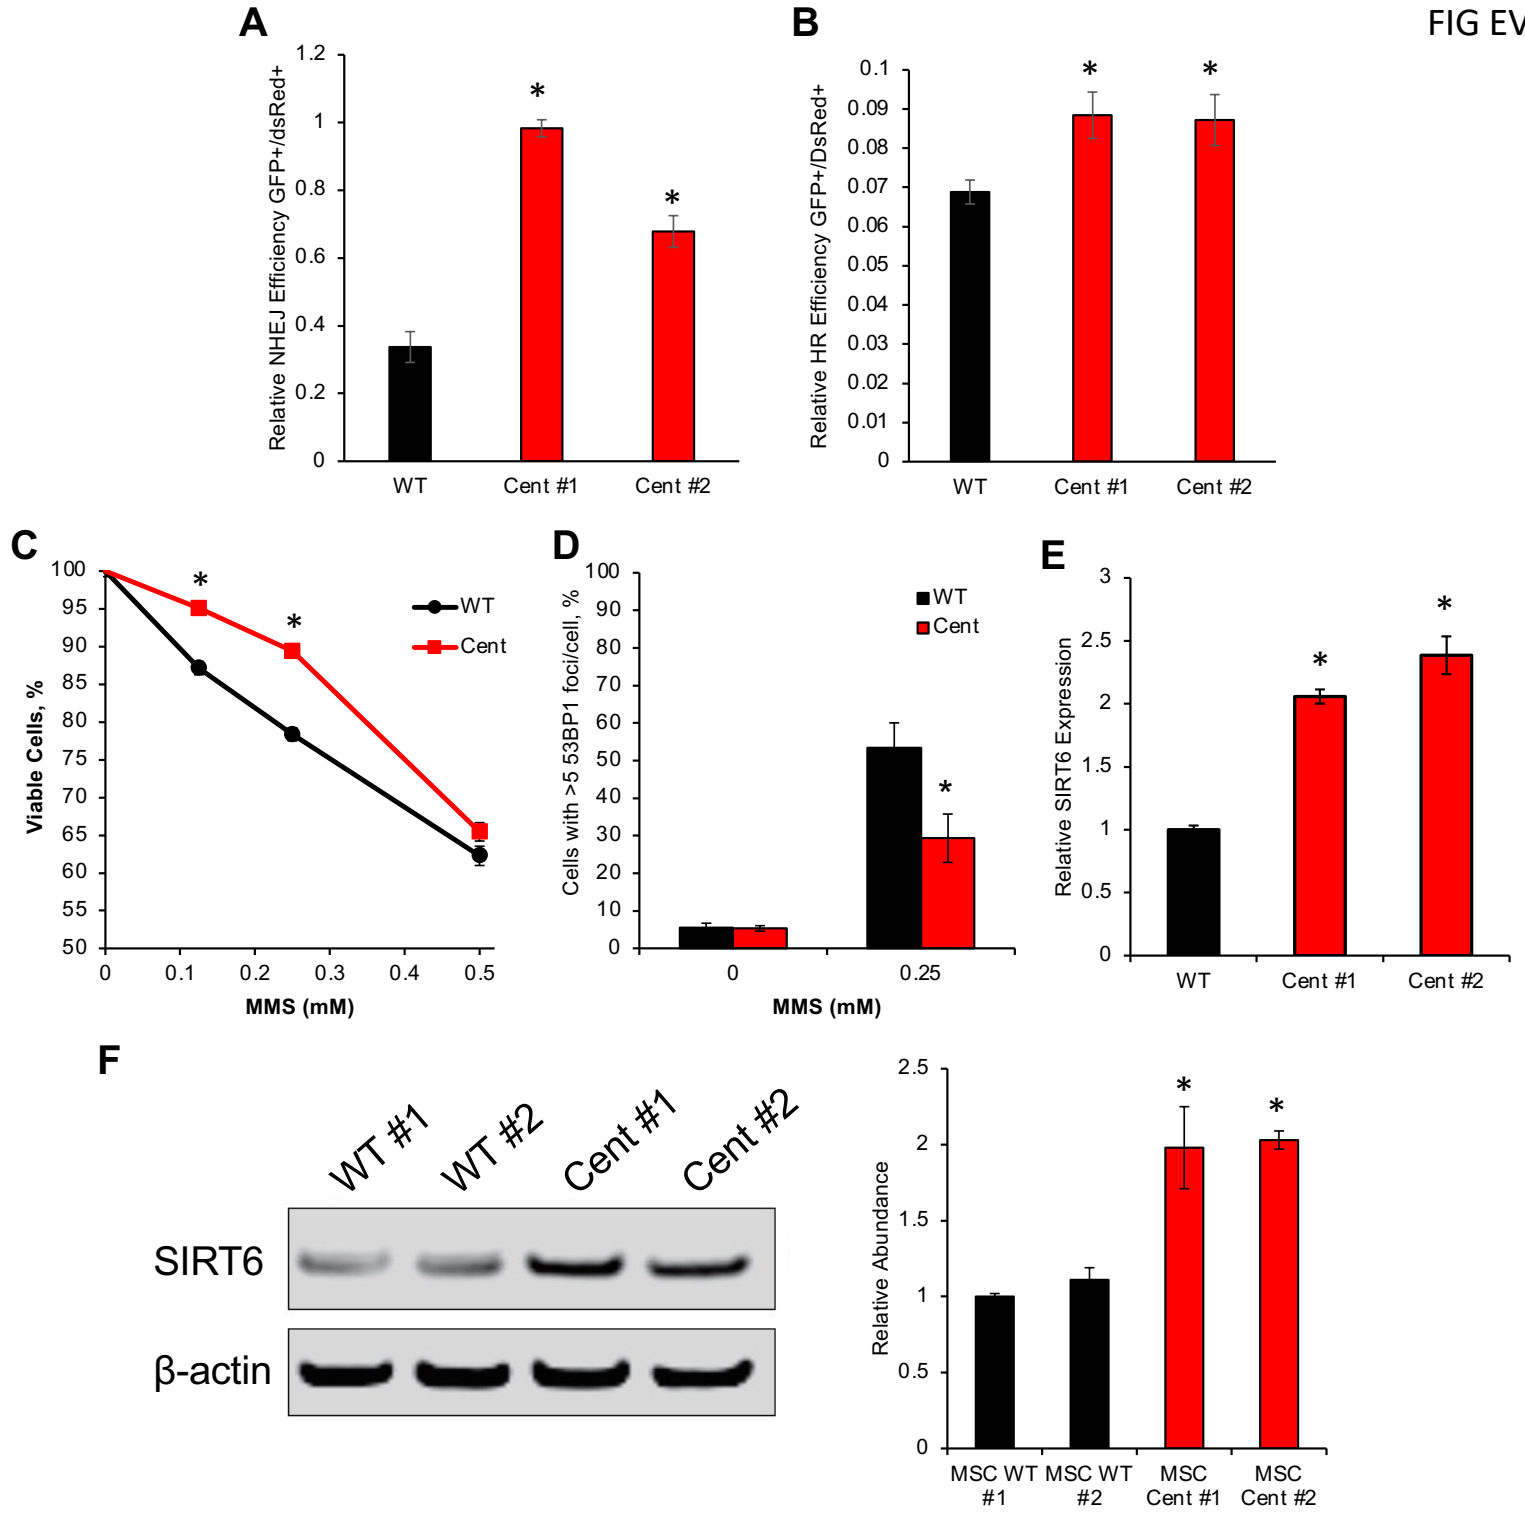 FIG EV
A
Relative NHEJ Efficiency GFP+/dsRed+
1.2
1
0.8
0.6
0.4
0.2
0
*
*
WT
Cent #1
Cent #2
B
Relative HR Efficiency GFP+/DsRed+
0.1
0.09
0.08
0.07
0.06
0.05
0.04
0.03
0.02
0.01
0
*
*
WT
Cent #1
Cent #2
C
Viable Cells, %
100
95
90
85
80
75
70
65
60
55
50
*
*
WT
Cent
0 0.1 0.2 0.3 0.4 0.5
MMS (mM)
D
Cells with >5 53BP1 foci/cell, %
100
90
80
70
60
50
40
30
20
10
0
WT
Cent
*
0 0.25
MMS (mM)
E
Relative SIRT6 Expression
3
2.5
2
1.5
1
0.5
0
*
*
WT
Cent #1
Cent #2
F
WT #1
WT #2
Cent #1
Cent #2
SIRT6
β-actin
Relative Abundance
2.5
2
1.5
1
0.5
0
*
*
MSC WT
#1
MSC WT
#2
MSC
Cent #1
MSC
Cent #2